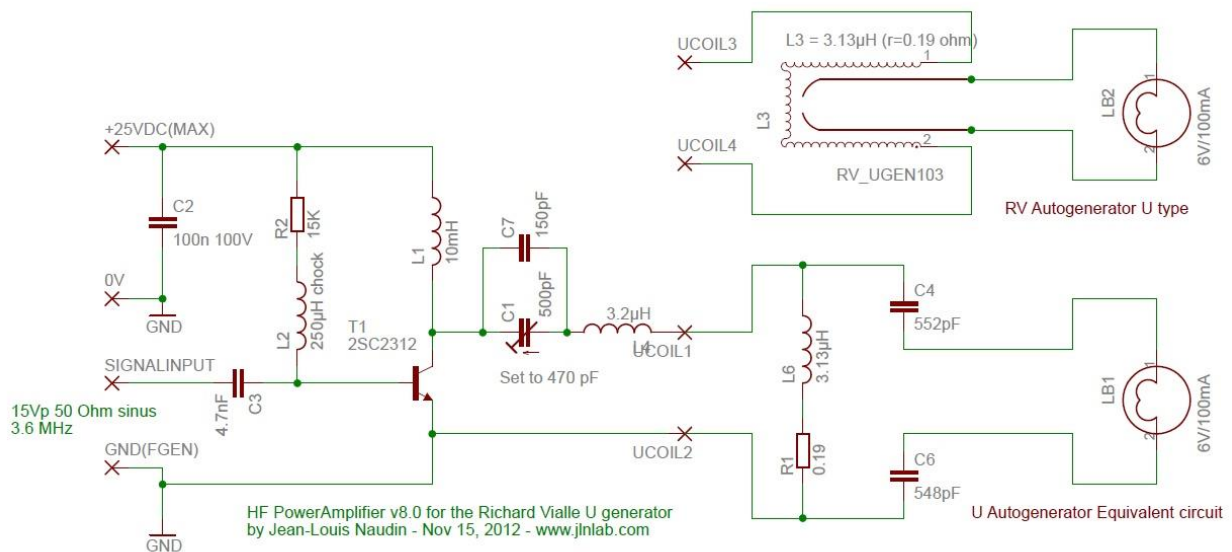 UCOIL3
L3 = 3.13µH (r=0.19 ohm)
1
L3
2
UCOIL4
RV_UGEN103
LB2
1
2
6V/100mA
RV Autogenerator U type
+25VDC(MAX)
C2
100n 100V
0V
GND
R2
15K
L2
250µH chock
L1
10mH
C7
150pF
C1
500pF
Set to 470 pF
3.2µH
L4
UCOIL1
UCOIL2
T1
2SC2312
SIGNALINPUT
15Vp 50 Ohm sinus
3.6 MHz
4.7nF
C3
GND(FGEN)
GND
L6
3.13µH
R1
0.19
C4
552pF
C6
548pF
LB1
1
2
6V/100mA
U Autogenerator Equivalent circuit
HF PowerAmplifier v8.0 for the Richard Vialle U generator
by Jean-Louis Naudin - Nov 15, 2012 - www.jlnlab.com